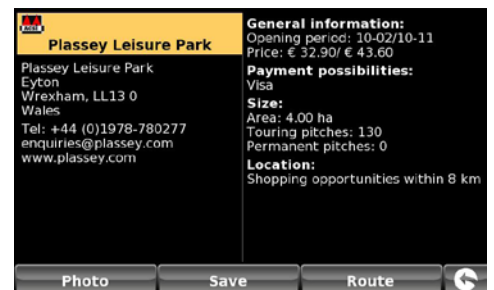 ACSI
Plassey Leisure Park
Plassey Leisure Park
Eyton
Wrexham, LL13 0
Wales
Tel: +44 (0)1978-780277
enquiries@plassey.com
www.plassey.com
General information:
Opening period: 10-02/10-11
Price: € 32.90/ € 43.60
Payment possibilities:
Visa
Size:
Area: 4.00 ha
Touring pitches: 130
Permanent pitches: 0
Location:
Shopping opportunities within 8 km
Photo
Save
Route